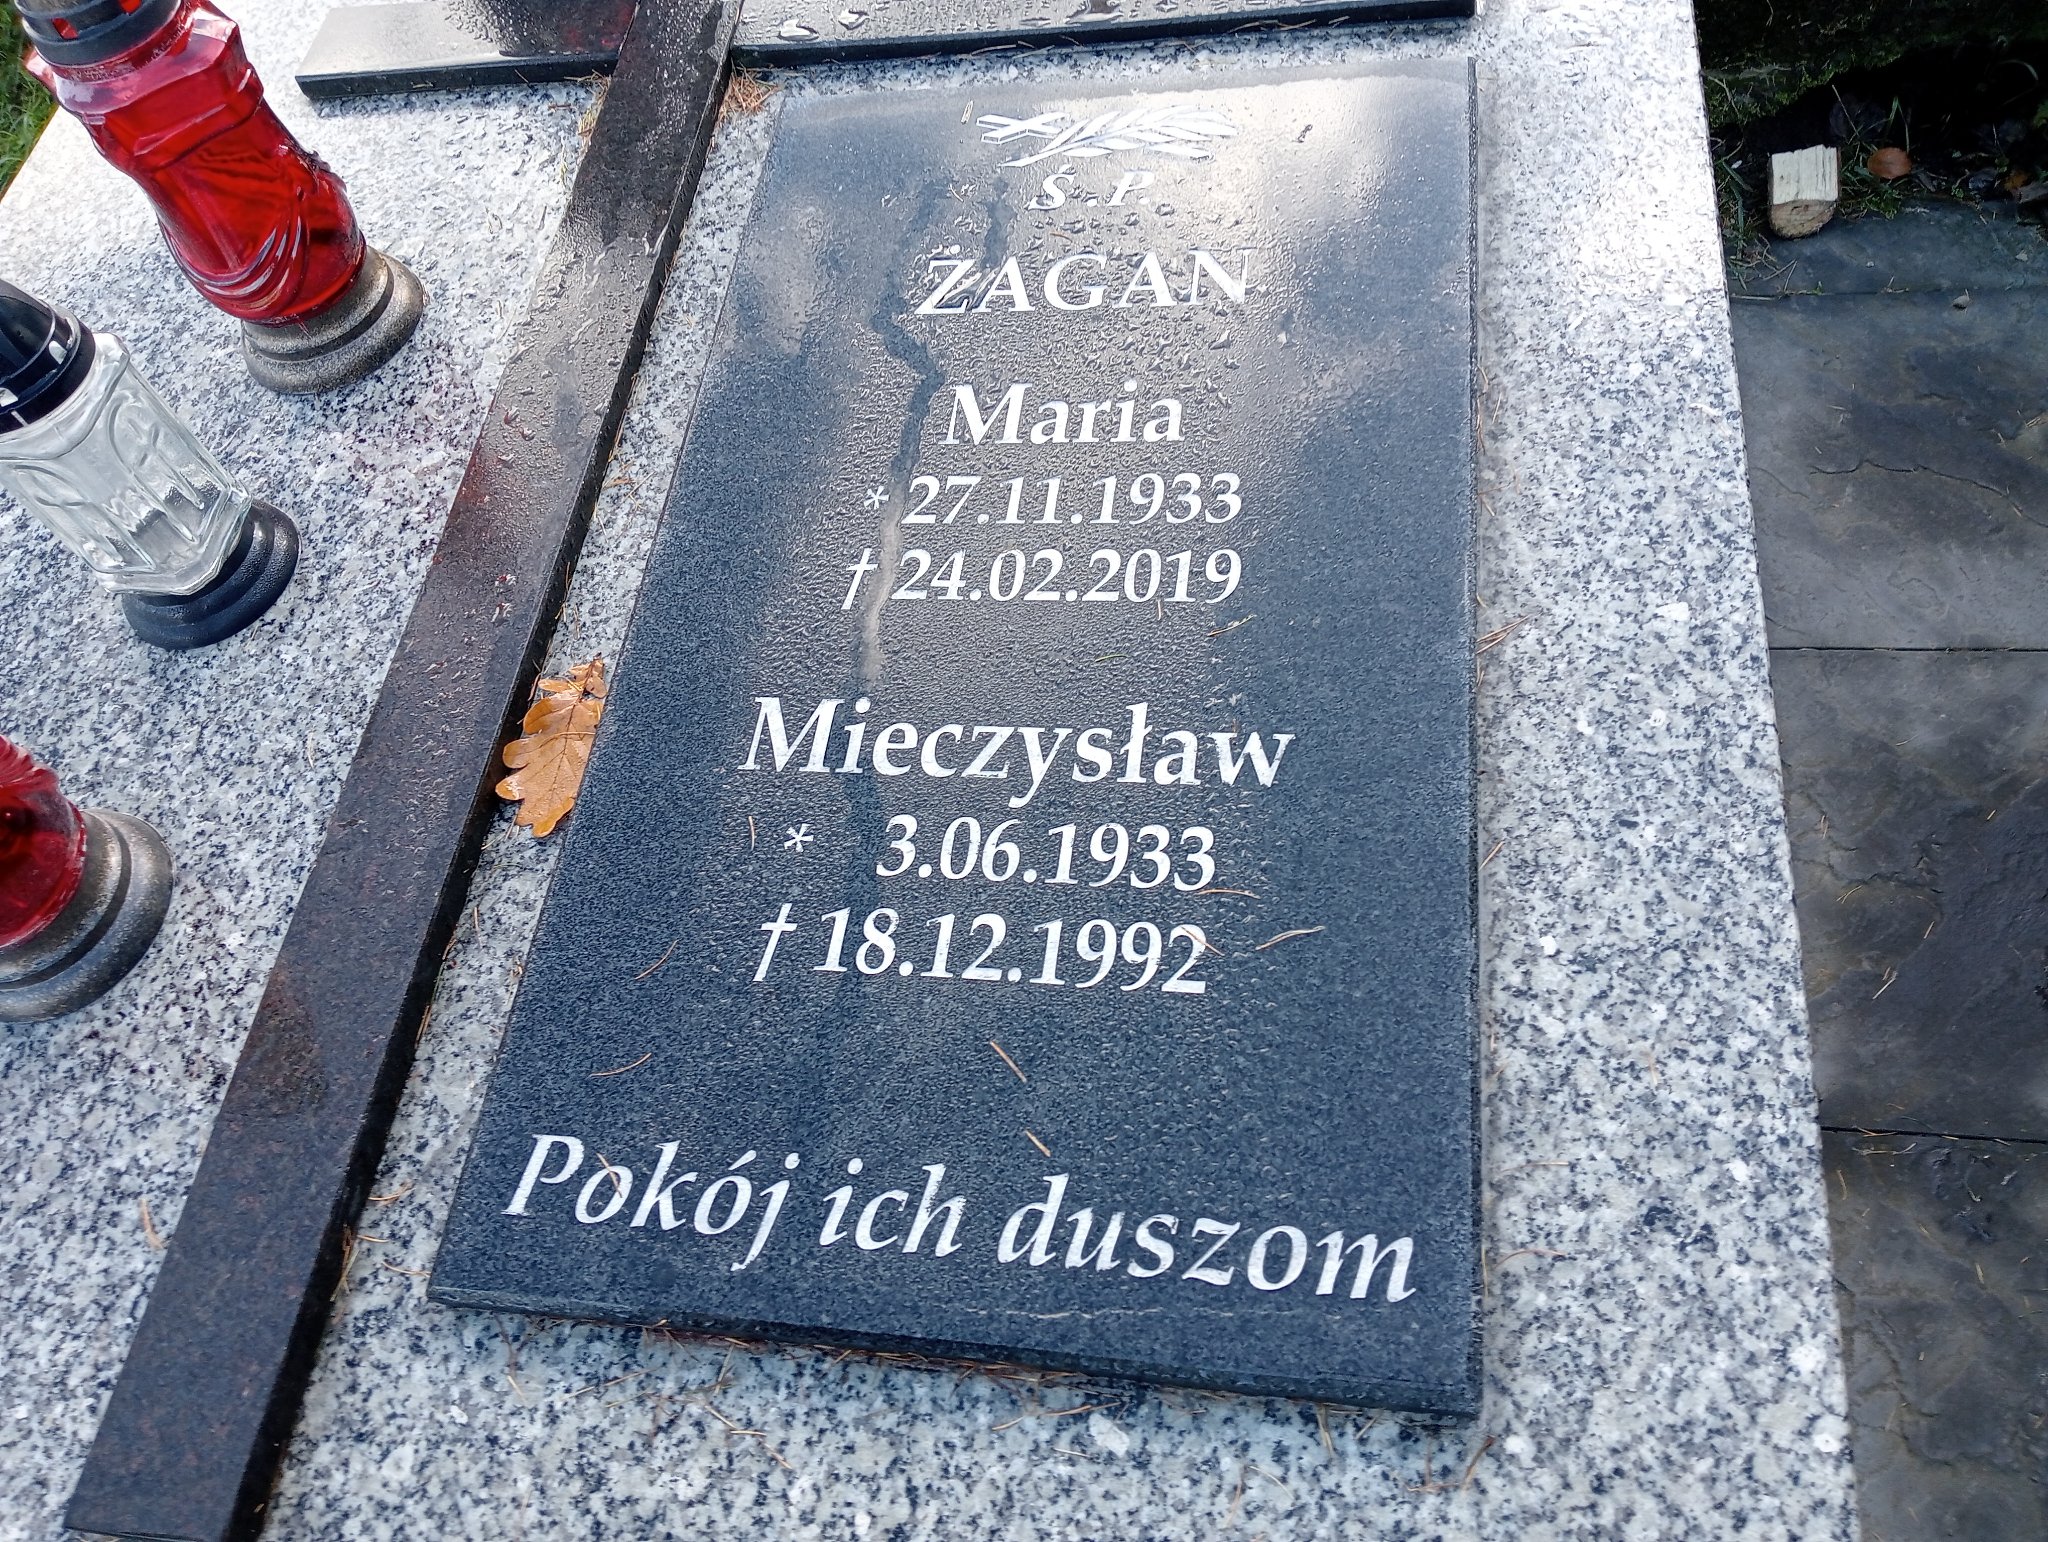 Ś.P.
ŻAGAN
Maria
* 27.11.1933
† 24.02.2019
Mieczysław
* 3.06.1933
† 18.12.1992
Pokój ich duszom